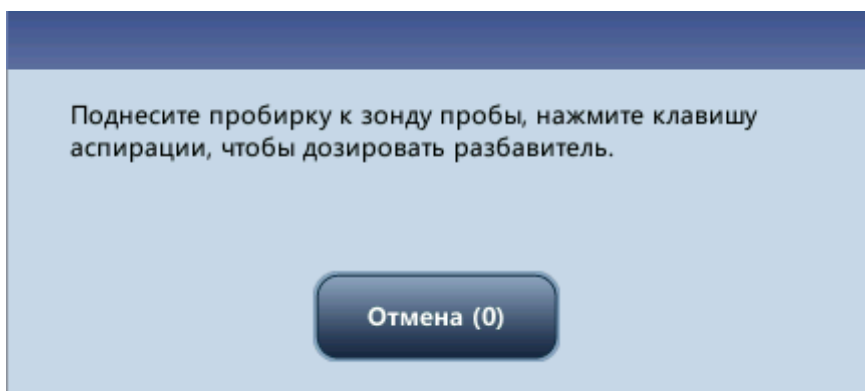 Поднесите пробирку к зонду пробы, нажмите клавишу
аспирации, чтобы дозировать разбавитель.
Отмена (0)